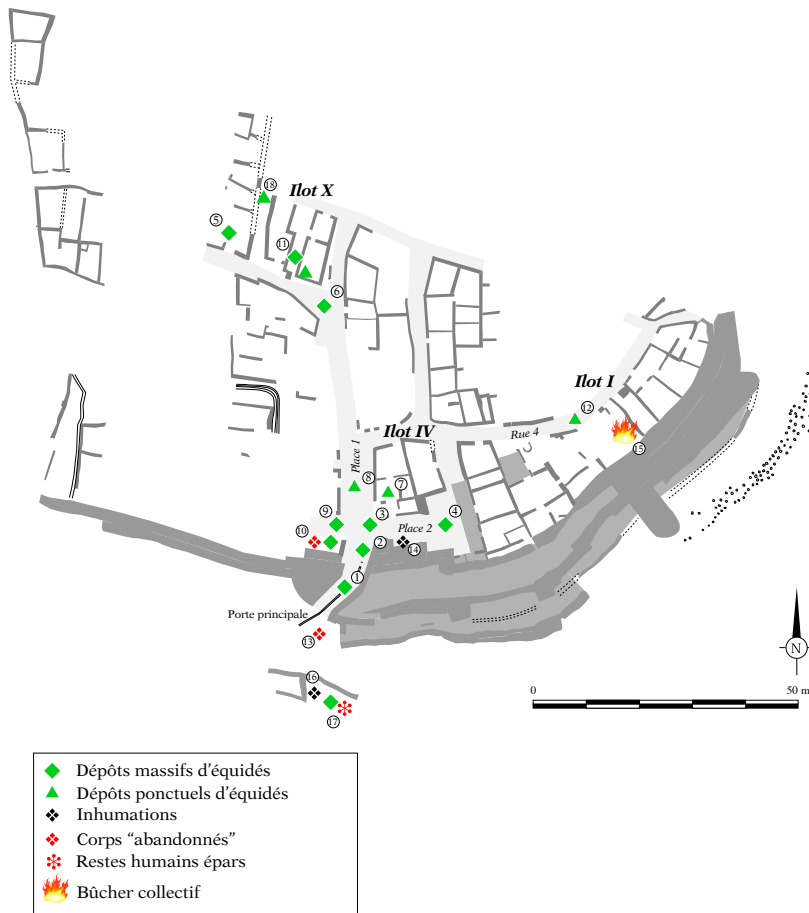 18
Ilot X
5
11
6
Ilot I
12
Ilot IV
Rue 4
15
Place 1
8
7
9
3
4
10
2
Place 2
14
1
Porte principale
13
N
16
17
0
50 m
Dépôts massifs d'équidés
Dépôts ponctuels d'équidés
Inhumations
Corps “abandonnés”
Restes humains épars
Bûcher collectif